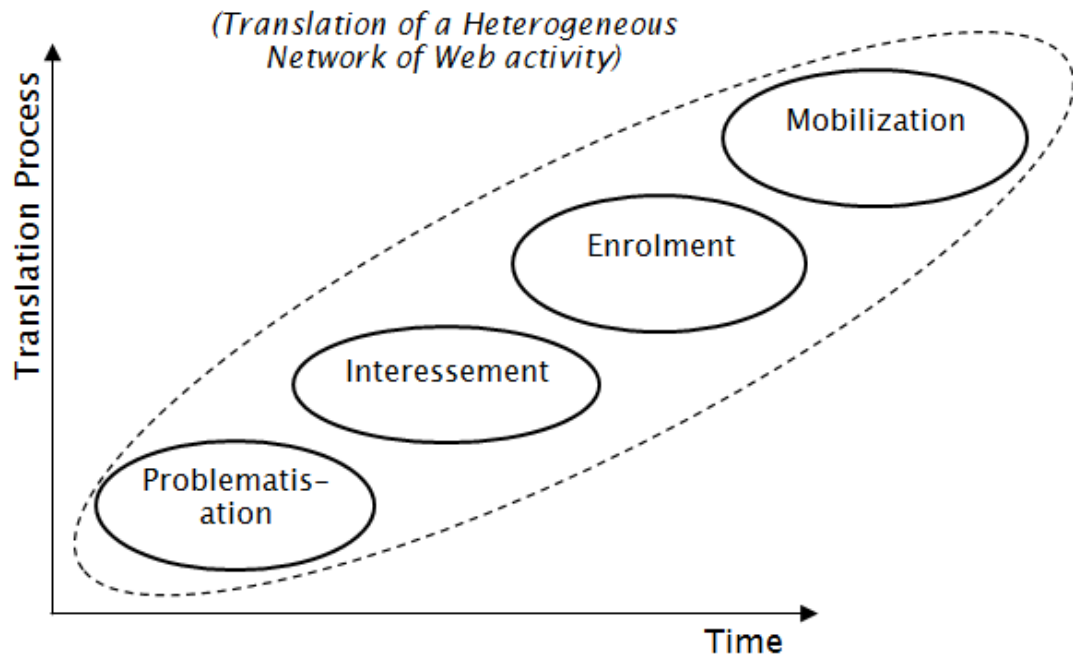 (Translation of a Heterogeneous
Network of Web activity)
Translation Process
Mobilization
Enrolment
Interessement
Problematis-
ation
Time